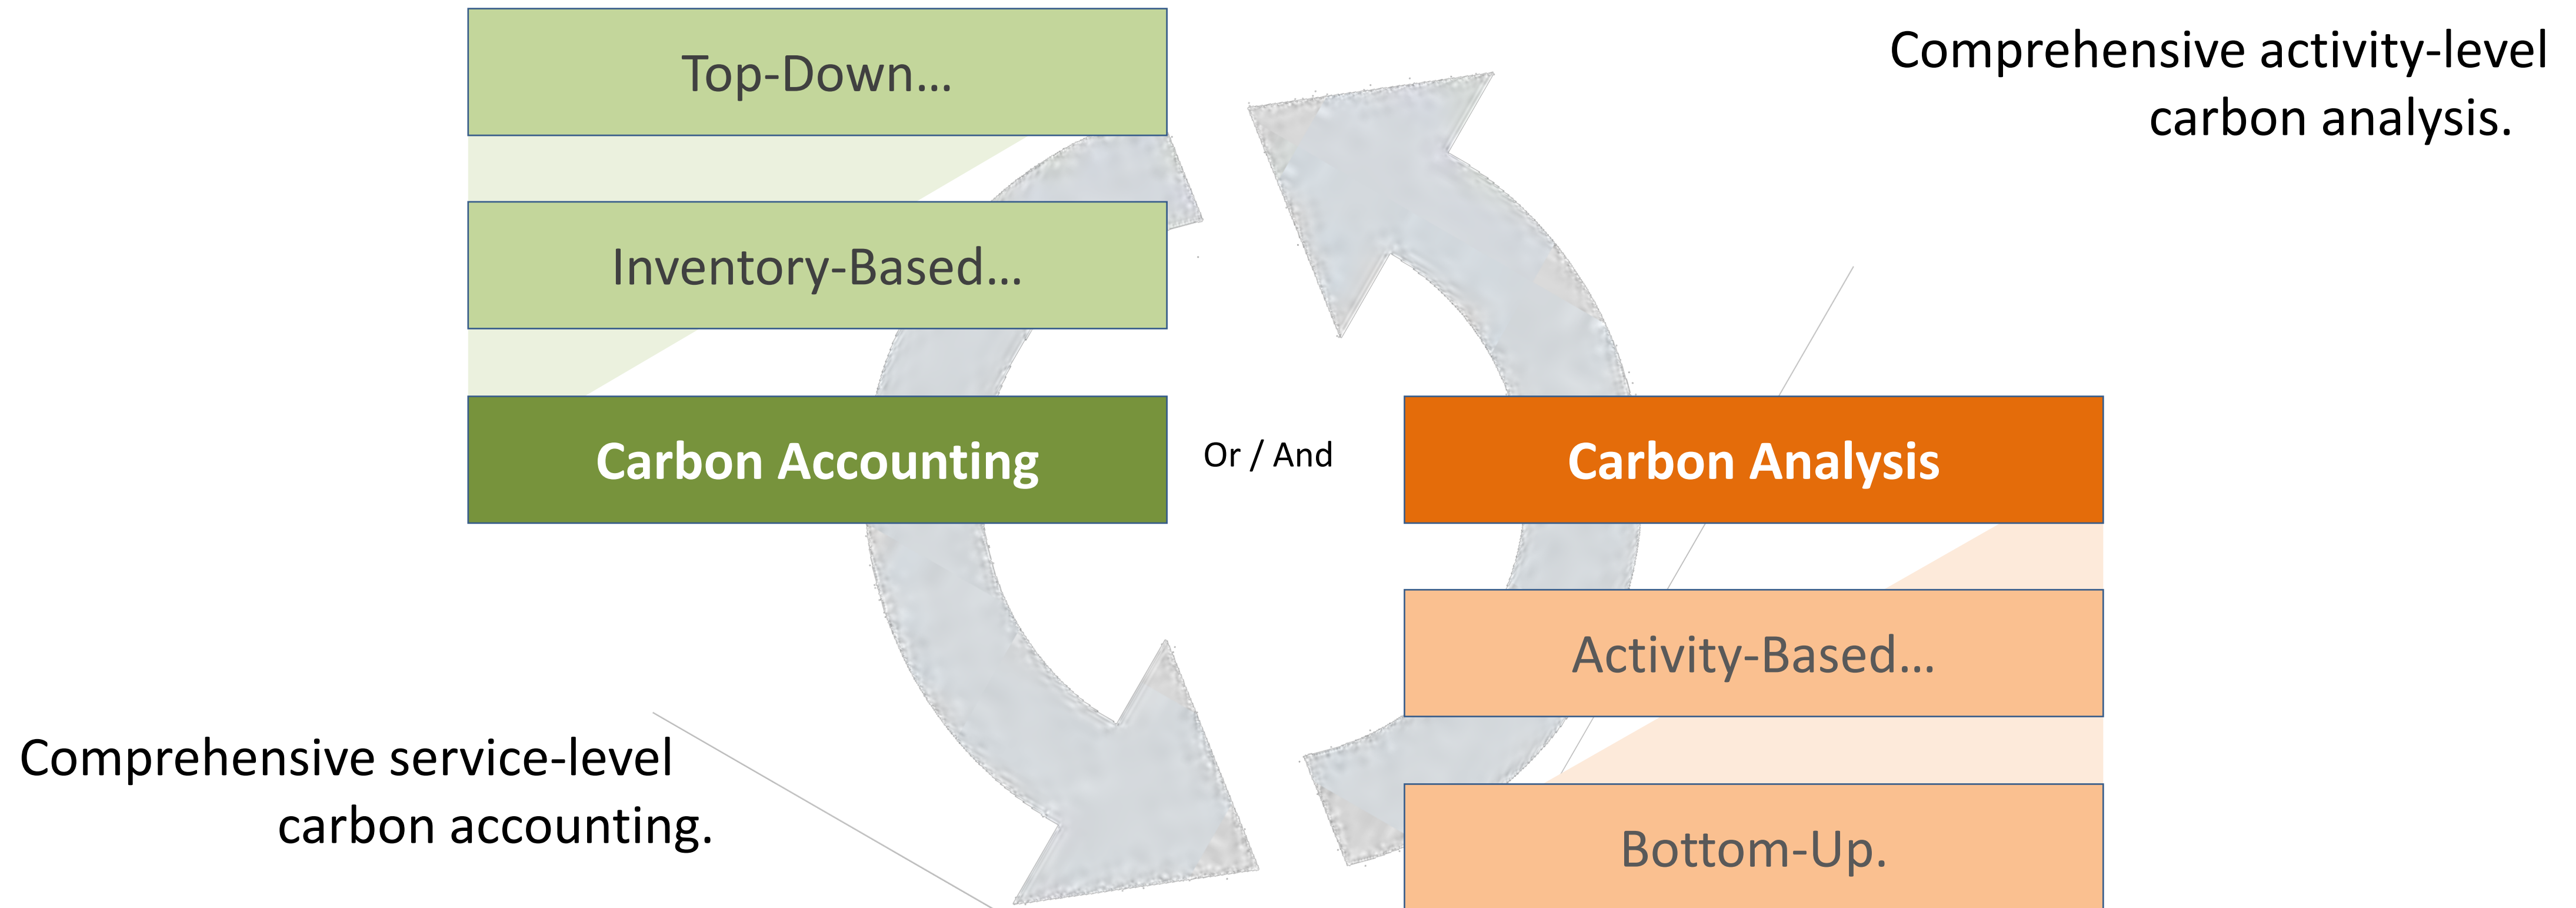 Top-Down…
Inventory-Based…
Carbon Accounting
Or / And
Comprehensive activity-level
carbon analysis.
Carbon Analysis
Activity-Based…
Bottom-Up.
Comprehensive service-level
carbon accounting.